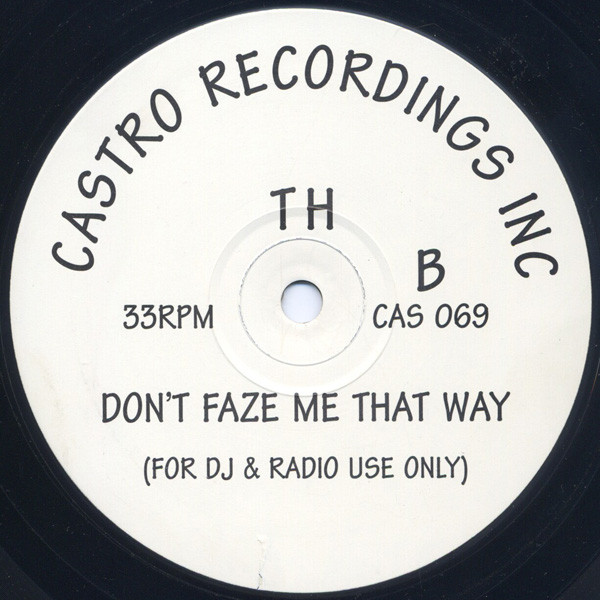 CASTRO RECORDINGS INC
TH
B
33RPM
CAS 069
DON'T FAZE ME THAT WAY
(FOR DJ & RADIO USE ONLY)